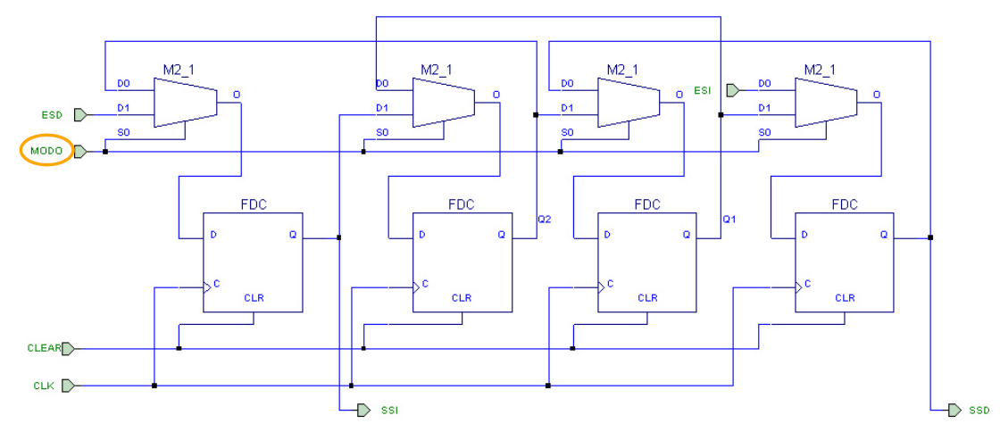 M2_1 M2_1 M2_1 M2_1
D0 D0 D0 ESI D0
O O O O
ESD D1 D1 D1 D1
S0 S0 S0 S0
MODO
FDC FDC FDC FDC
Q2 Q1
D Q D Q D Q D Q
C C C C
CLR CLR CLR CLR
CLEAR
CLK
SSI SSD